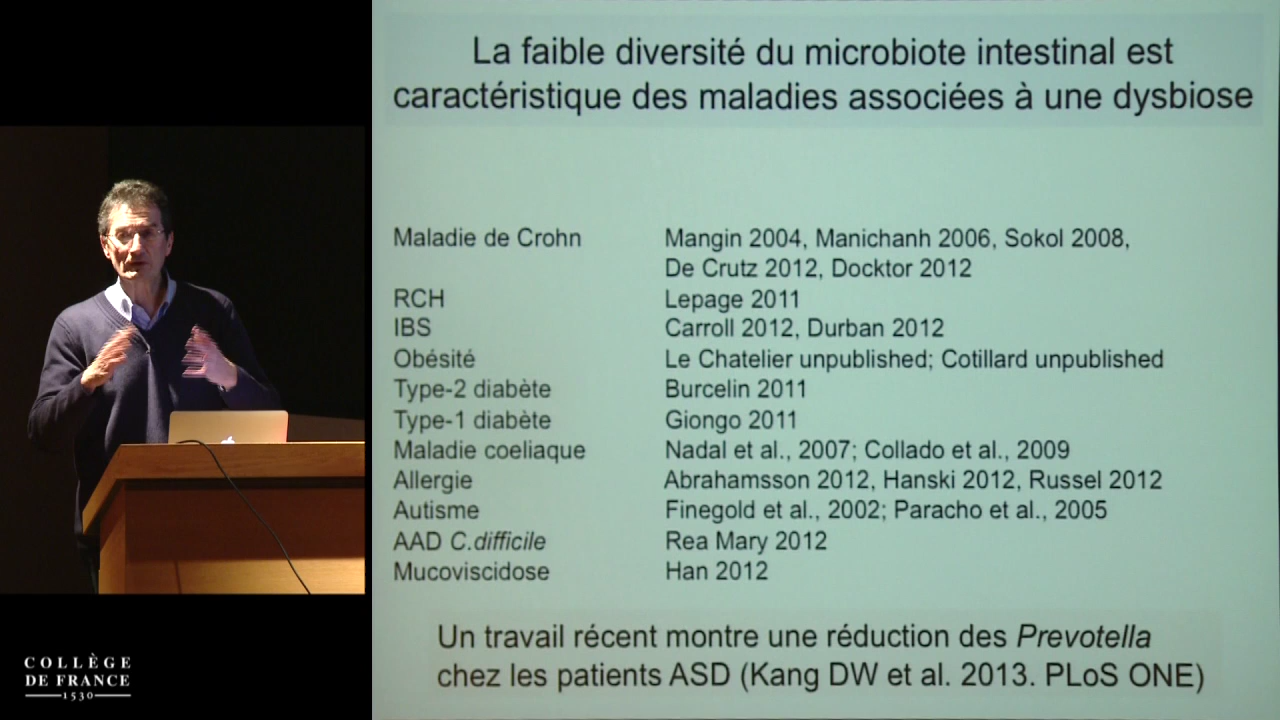 La faible diversité du microbiote intestinal est
caractéristique des maladies associées à une dysbiose
Maladie de Crohn Mangin 2004, Manichanh 2006, Sokol 2008,
De Crutz 2012, Docktor 2012
RCH Lepage 2011
IBS Carroll 2012, Durban 2012
Obésité Le Chatelier unpublished; Cotillard unpublished
Type-2 diabète Burcelin 2011
Type-1 diabète Giongo 2011
Maladie coeliaque Nadal et al., 2007; Collado et al., 2009
Allergie Abrahamsson 2012, Hanski 2012, Russel 2012
Autisme Finegold et al., 2002; Paracho et al., 2005
AAD C.difficile Rea Mary 2012
Mucoviscidose Han 2012
Un travail récent montre une réduction des Prevotella
chez les patients ASD (Kang DW et al. 2013. PLoS ONE)
COLLÈGE
DE FRANCE
1530